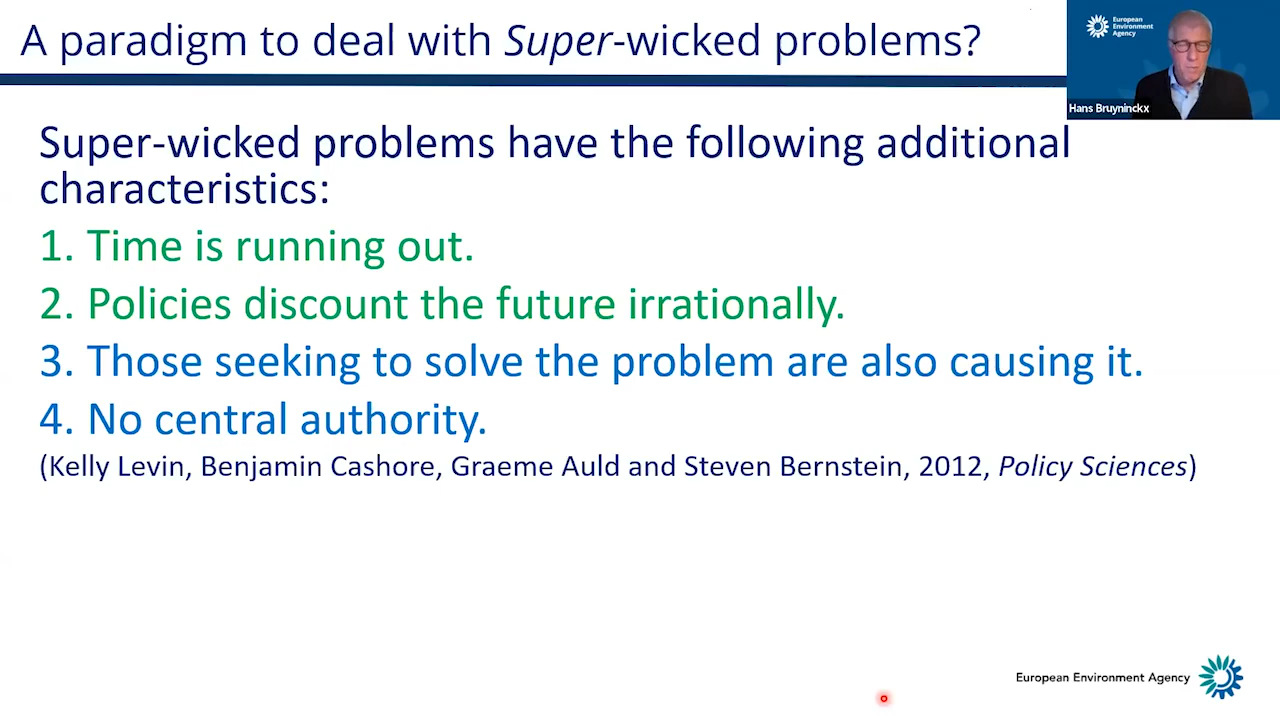 A paradigm to deal with Super-wicked problems?
European
Environment
Agency
Hans Bruyninckx
Super-wicked problems have the following additional
characteristics:
1. Time is running out.
2. Policies discount the future irrationally.
3. Those seeking to solve the problem are also causing it.
4. No central authority.
(Kelly Levin, Benjamin Cashore, Graeme Auld and Steven Bernstein, 2012, Policy Sciences)
European Environment Agency